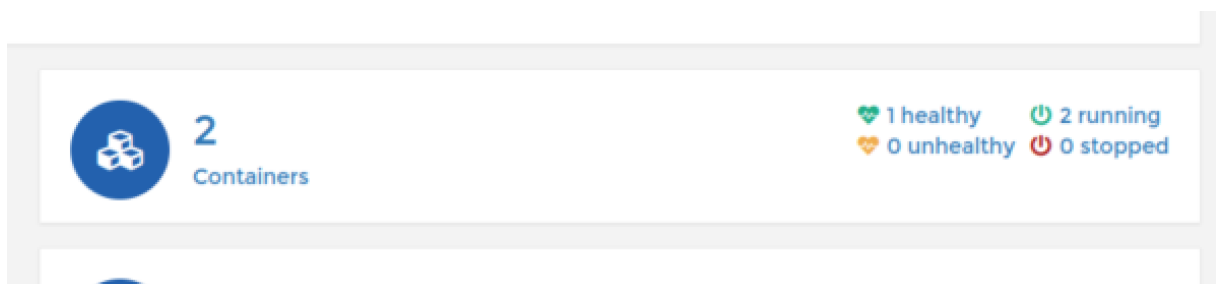 2
Containers
1 healthy
2 running
0 unhealthy
0 stopped